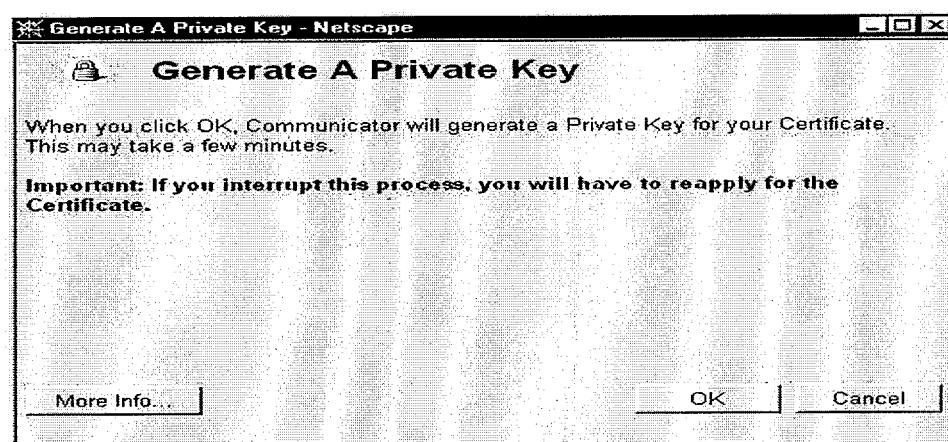 Generate A Private Key - Netscape
Generate A Private Key
When you click OK, Communicator will generate a Private Key for your Certificate.
This may take a few minutes.
Important: If you interrupt this process, you will have to reapply for the
Certificate.
More Info... OK Cancel